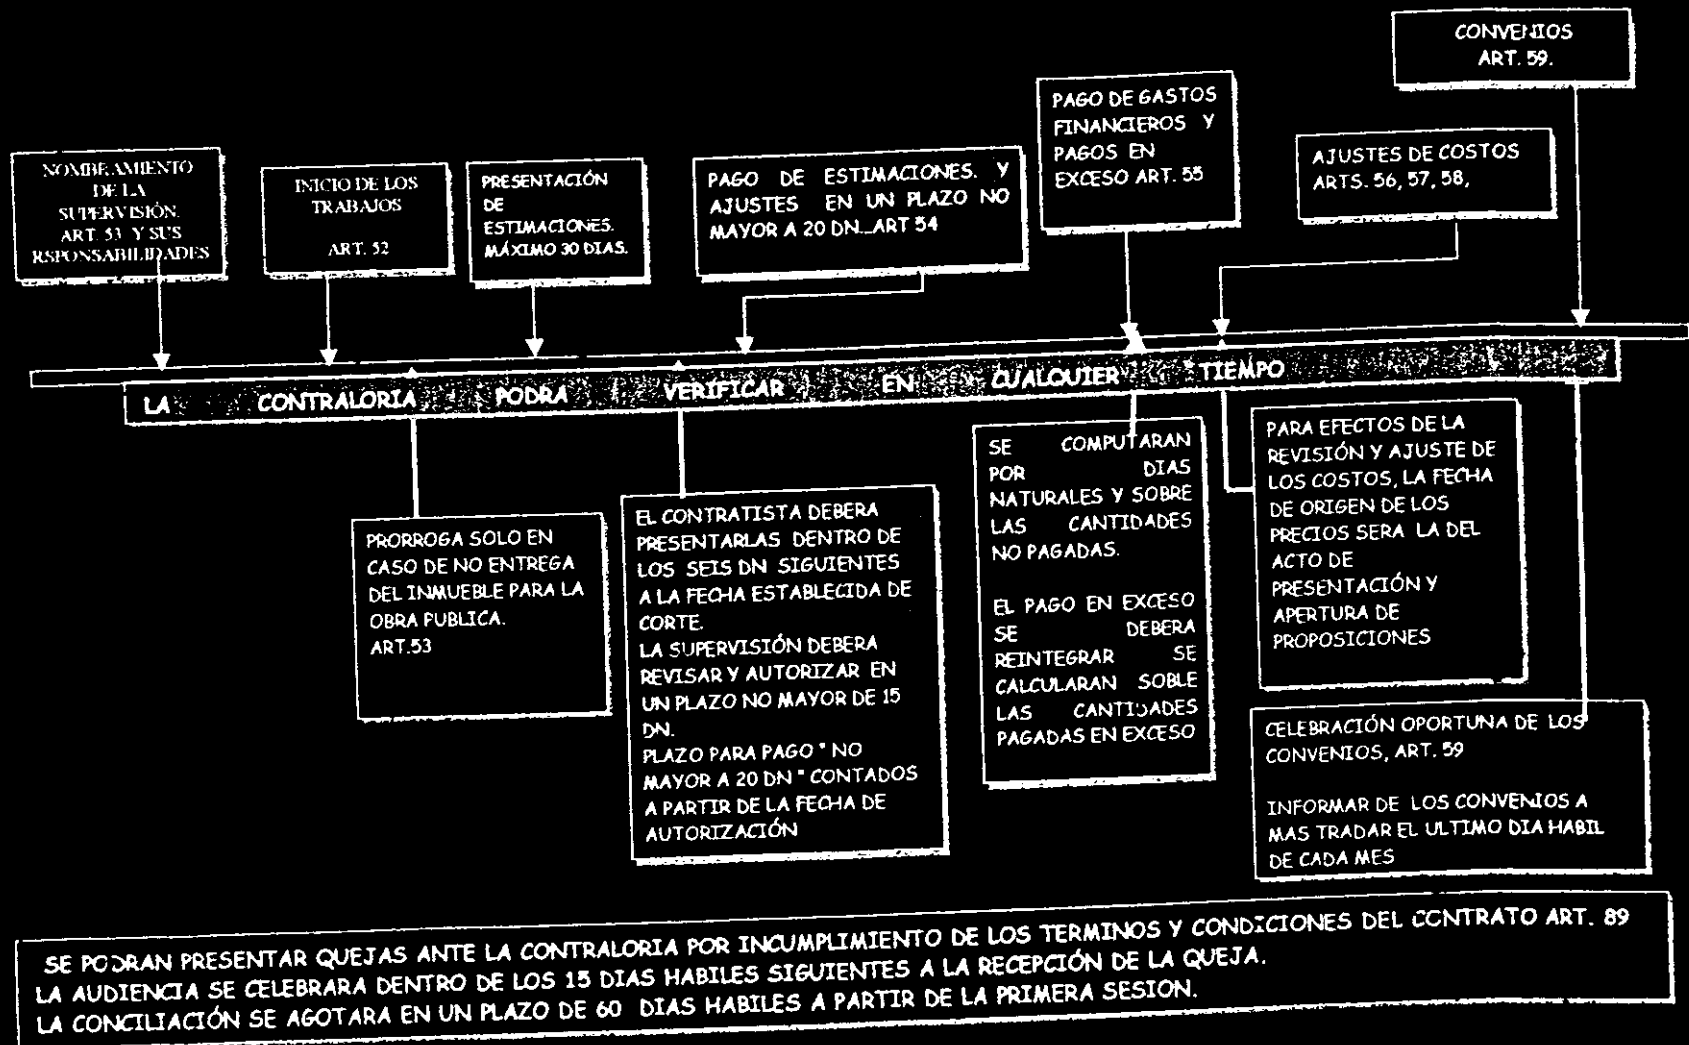 CONVENIOS
ART. 59.
PAGO DE GASTOS
FINANCIEROS Y
PAGOS EN
EXCESO ART. 55
AJUSTES DE COSTOS
ARTS. 56, 57, 58,
NOMBRAMIENTO
DE LA
SUPERVISIÓN.
ART. 53 Y SUS
RSPONSABILIDADES
INICIO DE LOS
TRABAJOS
ART. 52
PRESENTACIÓN
DE
ESTIMACIONES.
MÁXIMO 30 DIAS.
PAGO DE ESTIMACIONES. Y
AJUSTES EN UN PLAZO NO
MAYOR A 20 DN...ART 54
LA CONTRALORIA PODRA VERIFICAR EN CUALQUIER TIEMPO
PRORROGA SOLO EN
CASO DE NO ENTREGA
DEL INMUEBLE PARA LA
OBRA PUBLICA.
ART.53
EL CONTRATISTA DEBERA
PRESENTARLAS DENTRO DE
LOS SEIS DN SIGUIENTES
A LA FECHA ESTABLECIDA DE
CORTE.
LA SUPERVISIÓN DEBERA
REVISAR Y AUTORIZAR EN
UN PLAZO NO MAYOR DE 15
DN.
PLAZO PARA PAGO " NO
MAYOR A 20 DN " CONTADOS
A PARTIR DE LA FECHA DE
AUTORIZACIÓN
SE COMPUTARAN
POR DIAS
NATURALES Y SOBRE
LAS CANTIDADES
NO PAGADAS.
EL PAGO EN EXCESO
SE DEBERA
REINTEGRAR SE
CALCULARAN SOBLE
LAS CANTIDADES
PAGADAS EN EXCESO
PARA EFECTOS DE LA
REVISIÓN Y AJUSTE DE
LOS COSTOS, LA FECHA
DE ORIGEN DE LOS
PRECIOS SERA LA DEL
ACTO DE
PRESENTACIÓN Y
APERTURA DE
PROPOSICIONES
CELEBRACIÓN OPORTUNA DE LOS
CONVENIOS, ART. 59
INFORMAR DE LOS CONVENIOS A
MAS TRADAR EL ULTIMO DIA HABIL
DE CADA MES
SE PODRAN PRESENTAR QUEJAS ANTE LA CONTRALORIA POR INCUMPLIMIENTO DE LOS TERMINOS Y CONDICIONES DEL CONTRATO ART. 89
LA AUDIENCIA SE CELEBRARA DENTRO DE LOS 15 DIAS HABILES SIGUIENTES A LA RECEPCIÓN DE LA QUEJA.
LA CONCILIACIÓN SE AGOTARA EN UN PLAZO DE 60 DIAS HABILES A PARTIR DE LA PRIMERA SESION.